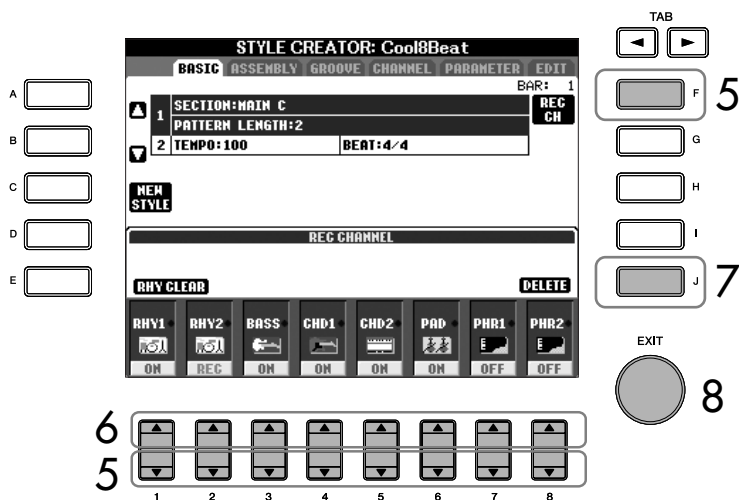 TAB
STYLE CREATOR: Cool8Beat
BASIC ASSEMBLY GROOVE CHANNEL PARAMETER EDIT
BAR: 1
1 SECTION:MAIN C
PATTERN LENGTH:2
REC CH
2 TEMPO:100 BEAT:4/4
NEW STYLE
REC CHANNEL
RHY CLEAR DELETE
RHY1 RHY2 BASS CHD1 CHD2 PAD PHR1 PHR2
ON REC ON ON ON ON OFF OFF
A
B
C
D
E
F 5
G
H
I
J 7
EXIT
8
6
5
1 2 3 4 5 6 7 8